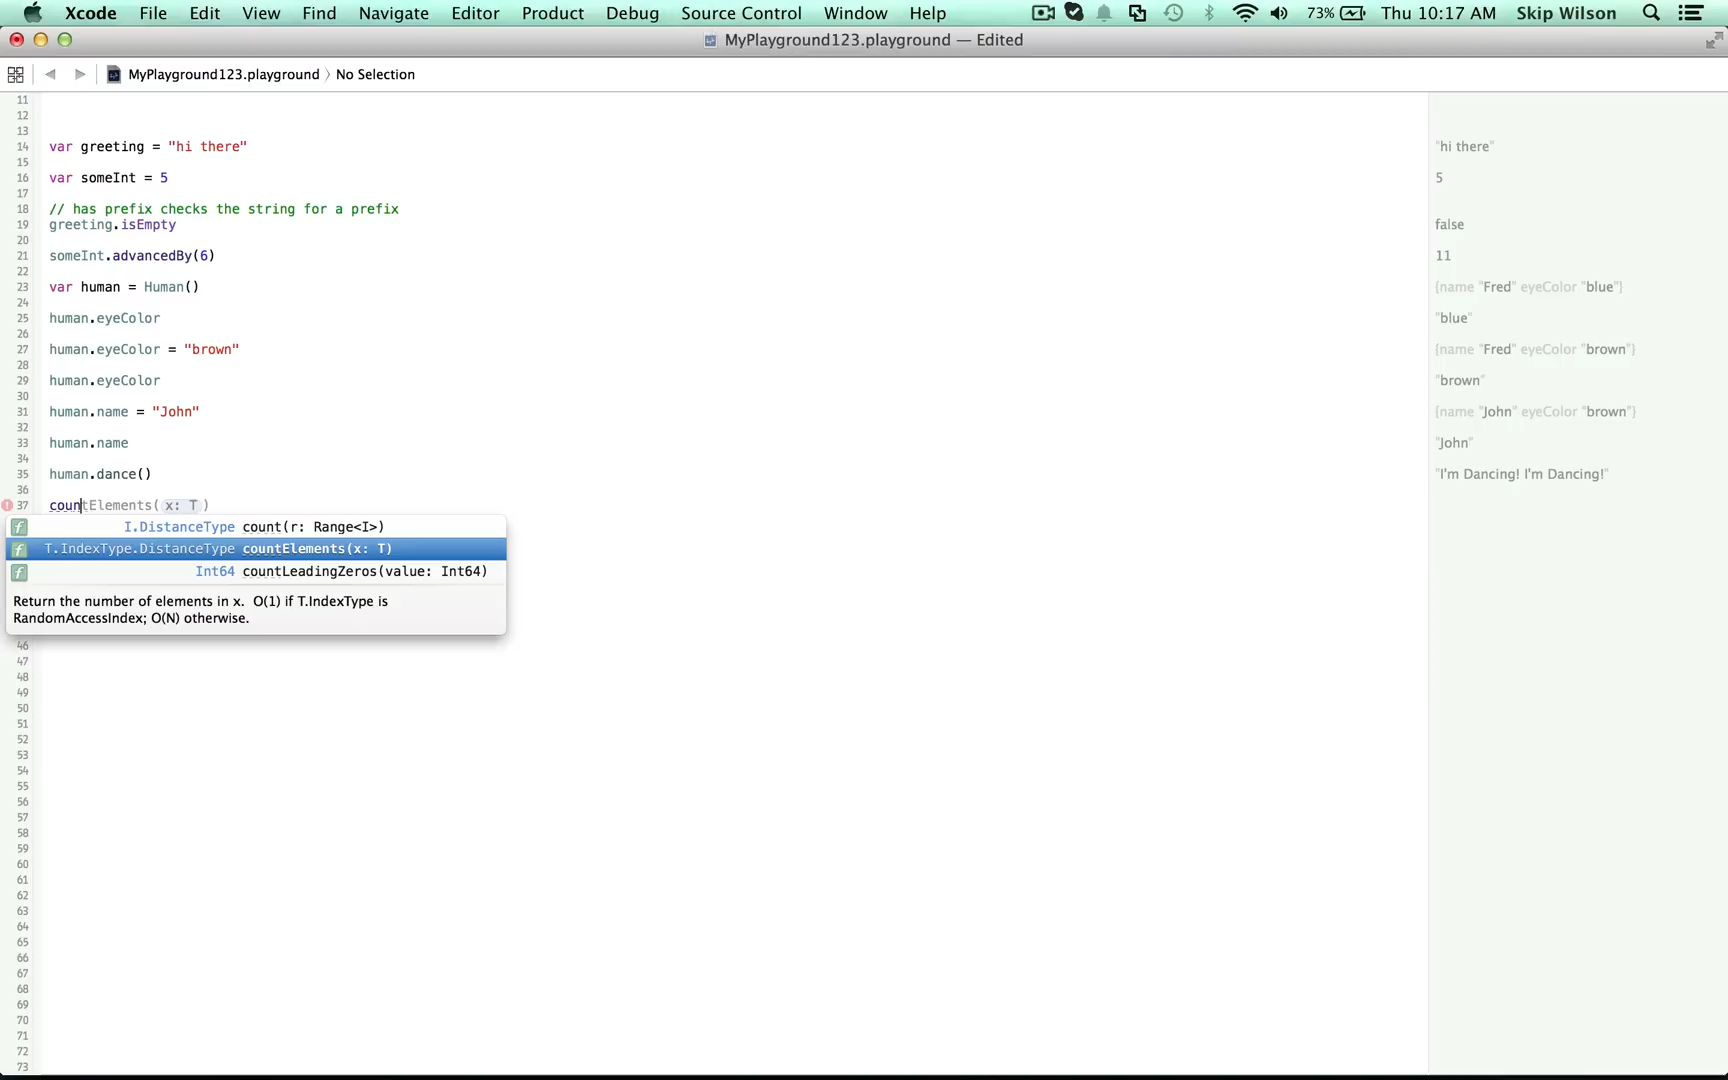 Xcode File Edit View Find Navigate Editor Product Debug Source Control Window Help 73% Thu 10:17 AM Skip Wilson
MyPlayground123.playground — Edited
MyPlayground123.playground 〉 No Selection
11
12
13
14 var greeting = "hi there" "hi there"
15
16 var someInt = 5 5
17
18 // has prefix checks the string for a prefix
19 greeting.isEmpty false
20
21 someInt.advancedBy(6) 11
22
23 var human = Human() {name "Fred" eyeColor "blue"}
24
25 human.eyeColor "blue"
26
27 human.eyeColor = "brown" {name "Fred" eyeColor "brown"}
28
29 human.eyeColor "brown"
30
31 human.name = "John" {name "John" eyeColor "brown"}
32
33 human.name "John"
34
35 human.dance() "I'm Dancing! I'm Dancing!"
36
37 countElements(x: T)
f I.DistanceType count(r: Range<I>)
f T.IndexType.DistanceType countElements(x: T)
f Int64 countLeadingZeros(value: Int64)
Return the number of elements in x. O(1) if T.IndexType is
RandomAccessIndex; O(N) otherwise.
46
47
48
49
50
51
52
53
54
55
56
57
58
59
60
61
62
63
64
65
66
67
68
69
70
71
72
73